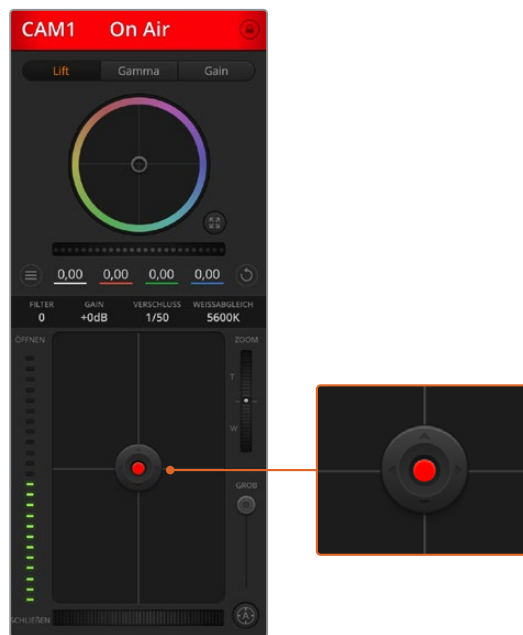 CAM1 On Air
Lift Gamma Gain
0,00 0,00 0,00 0,00
FILTER GAIN VERSCHLUSS WEISSABGLEICH
0 +0dB 1/50 5600K
ÖFFNEN ZOOM
T
W
GROB
SCHLIEßEN A